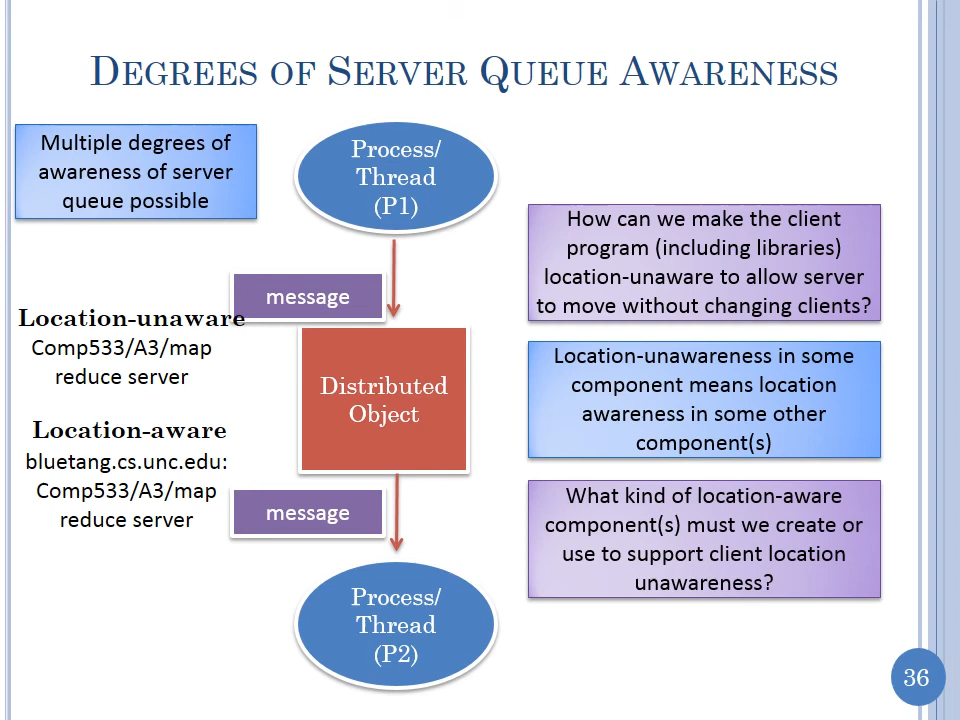 DEGREES OF SERVER QUEUE AWARENESS
Multiple degrees of
awareness of server
queue possible
Process/
Thread
(P1)
message
Location-unaware
Comp533/A3/map
reduce server
Distributed
Object
Location-aware
bluetang.cs.unc.edu:
Comp533/A3/map
reduce server
message
Process/
Thread
(P2)
How can we make the client
program (including libraries)
location-unaware to allow server
to move without changing clients?
Location-unawareness in some
component means location
awareness in some other
component(s)
What kind of location-aware
component(s) must we create or
use to support client location
unawareness?
36